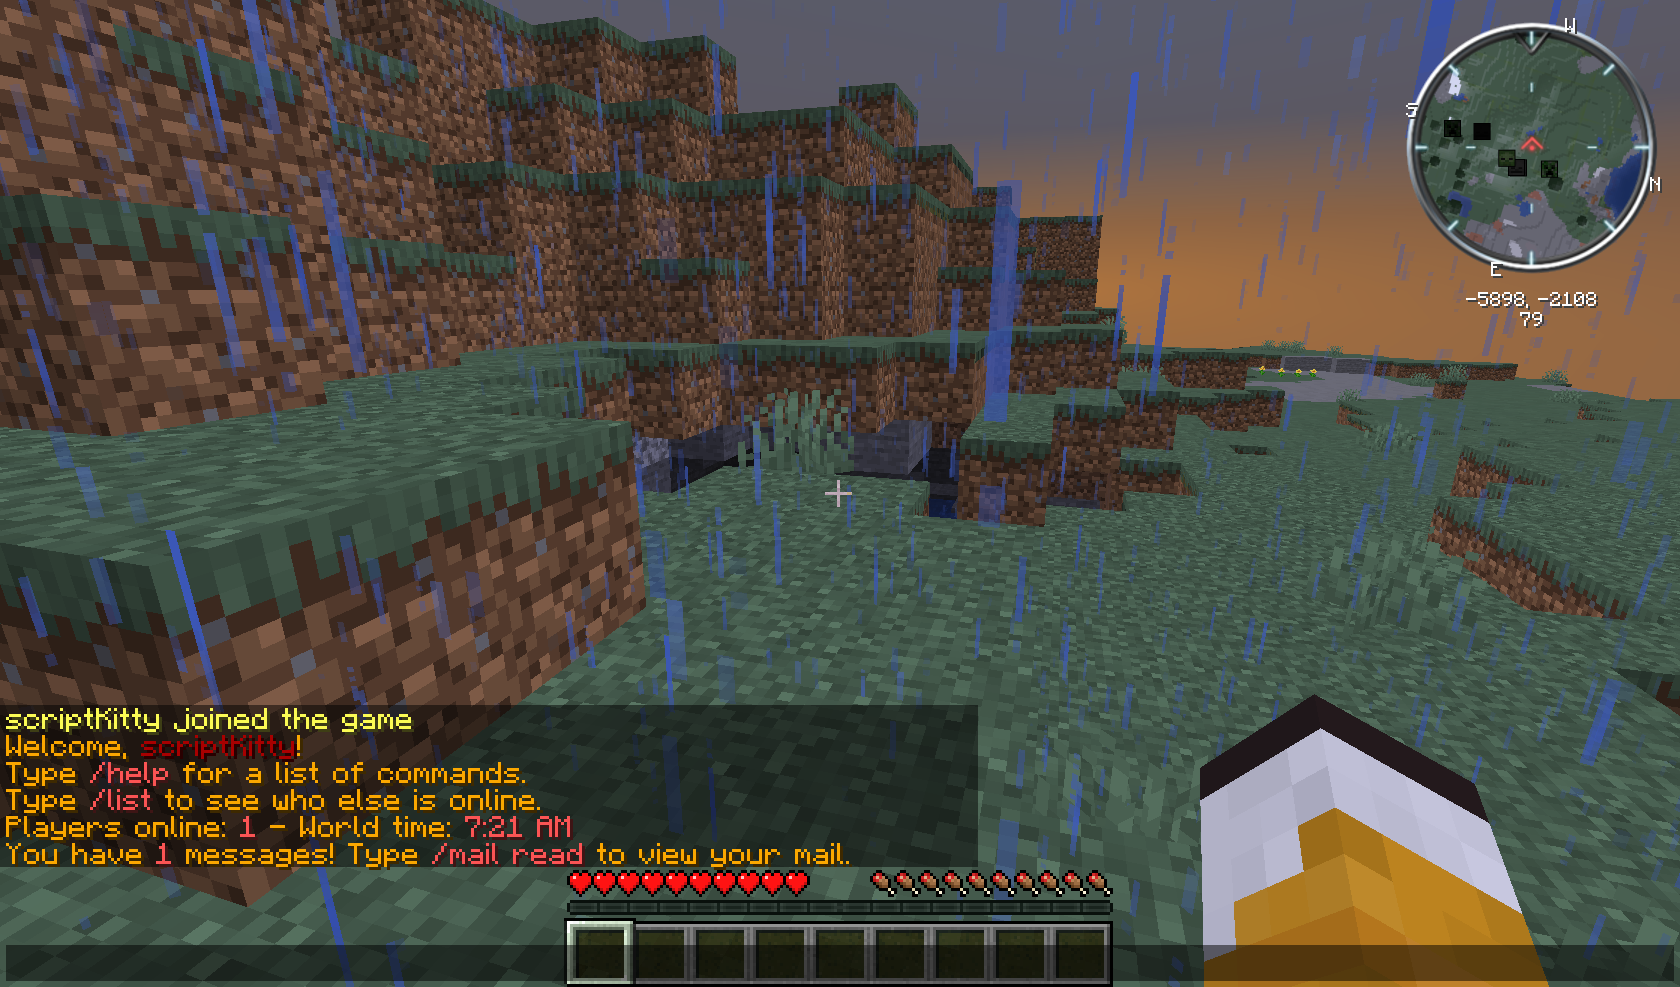 W
S
N
E
-5898, -2108
79
scriptKitty joined the game
Welcome, scriptKitty!
Type /help for a list of commands.
Type /list to see who else is online.
Players online: 1 - World time: 7:21 AM
You have 1 messages! Type /mail read to view your mail.